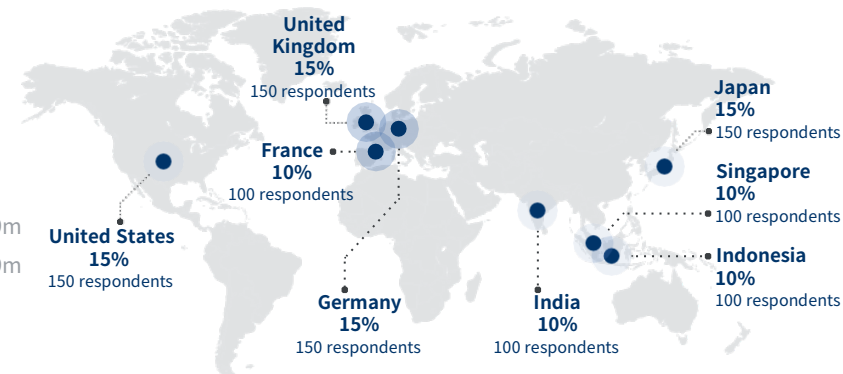 United
Kingdom
15%
150 respondents
France
10%
100 respondents
United States
15%
150 respondents
Germany
15%
150 respondents
India
10%
100 respondents
Japan
15%
150 respondents
Singapore
10%
100 respondents
Indonesia
10%
100 respondents